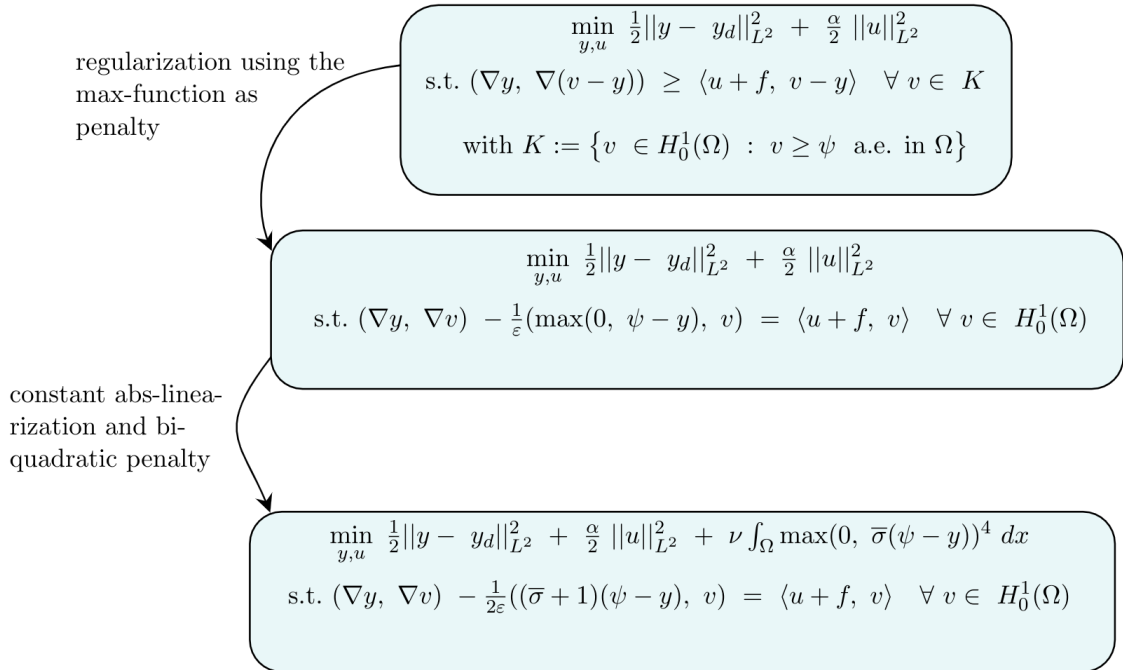 min_{y,u} ½||y − y_d||²_{L²} + α/2 ||u||²_{L²}
s.t. (∇y, ∇(v − y)) ≥ ⟨u + f, v − y⟩ ∀ v ∈ K
with K := {v ∈ H¹₀(Ω) : v ≥ ψ a.e. in Ω}
regularization using the
max-function as
penalty
min_{y,u} ½||y − y_d||²_{L²} + α/2 ||u||²_{L²}
s.t. (∇y, ∇v) − 1/ε(max(0, ψ − y), v) = ⟨u + f, v⟩ ∀ v ∈ H¹₀(Ω)
constant abs-linea-
rization and bi-
quadratic penalty
min_{y,u} ½||y − y_d||²_{L²} + α/2 ||u||²_{L²} + ν ∫_Ω max(0, σ̅(ψ − y))⁴ dx
s.t. (∇y, ∇v) − 1/2ε((σ̅ + 1)(ψ − y), v) = ⟨u + f, v⟩ ∀ v ∈ H¹₀(Ω)